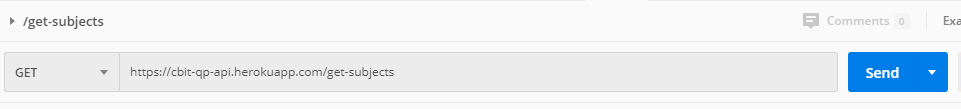 /get-subjects
Comments 0 Exa
GET https://cbit-qp-api.herokuapp.com/get-subjects Send